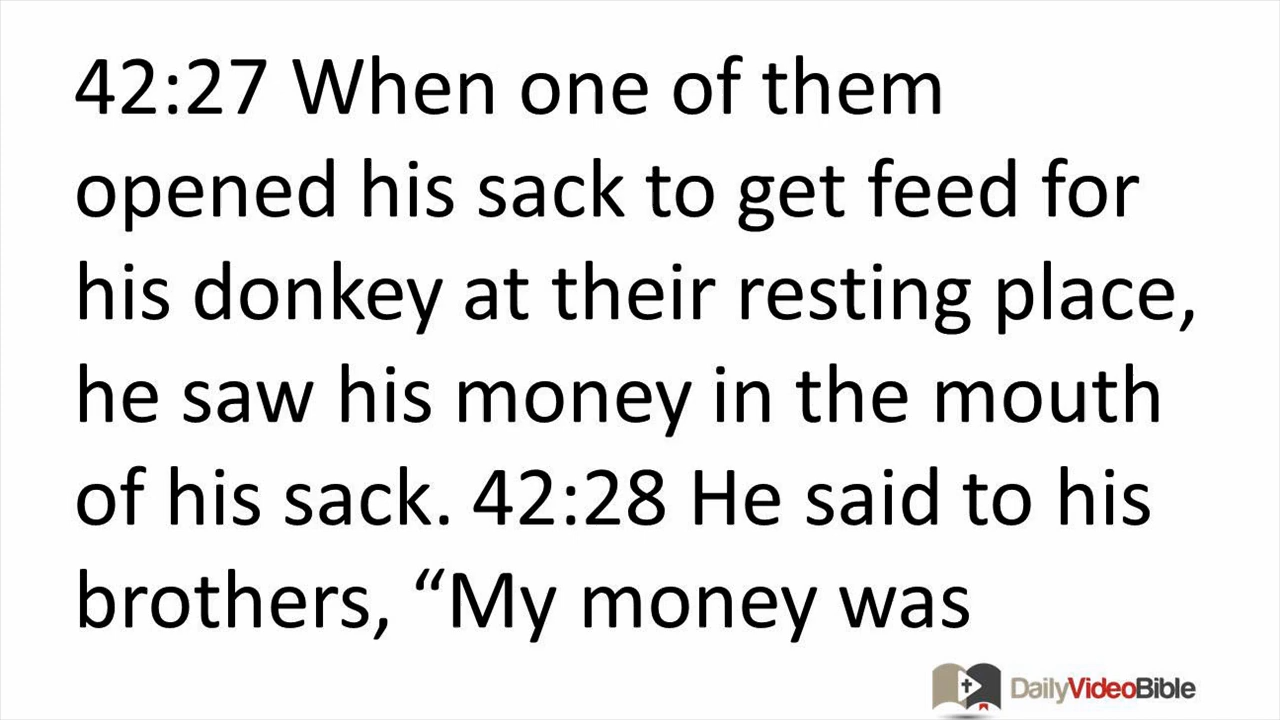 42:27 When one of them
opened his sack to get feed for
his donkey at their resting place,
he saw his money in the mouth
of his sack. 42:28 He said to his
brothers, “My money was
DailyVideoBible